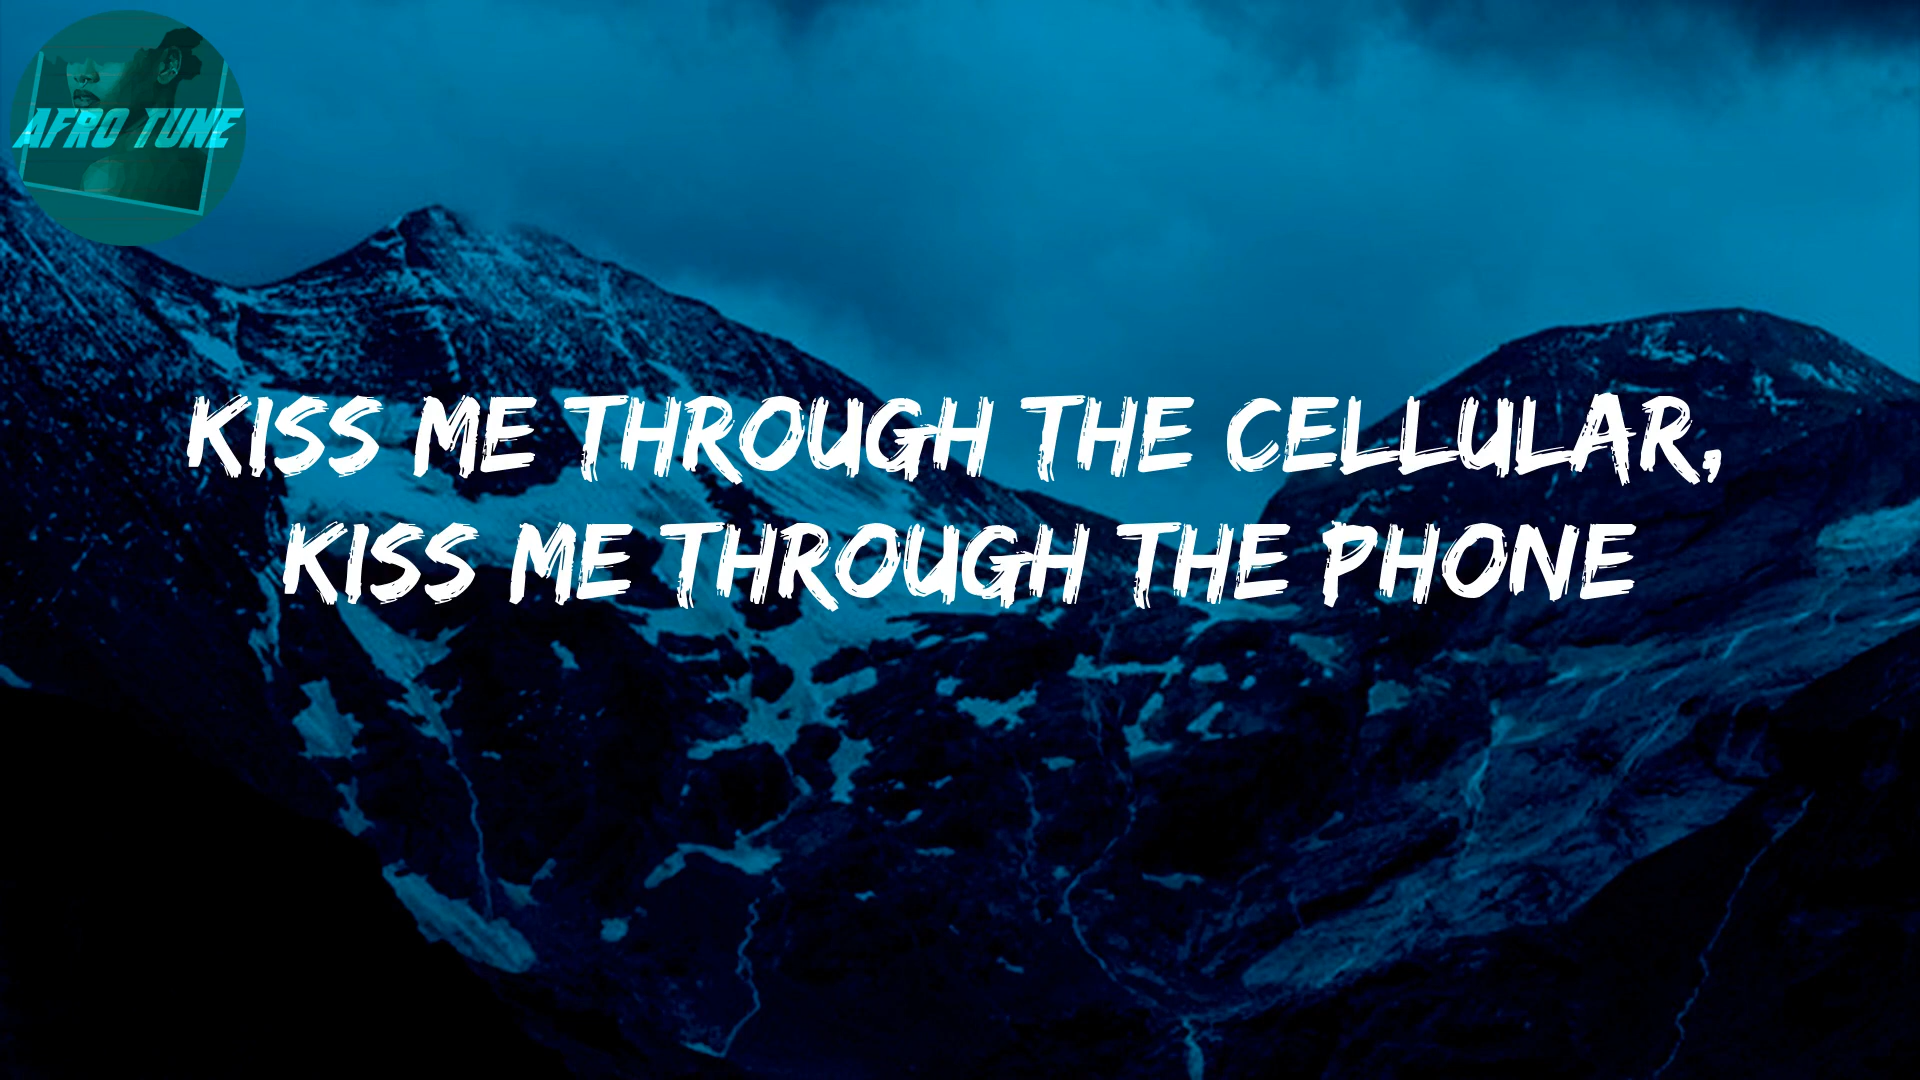 AFRO TUNE
KISS ME THROUGH THE CELLULAR,
KISS ME THROUGH THE PHONE